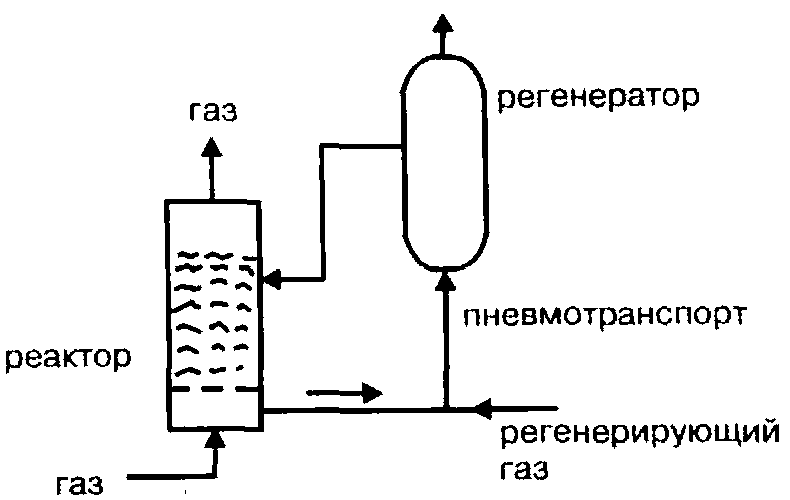 регенератор
газ
пневмотранспорт
реактор
регенерирующий
газ
газ